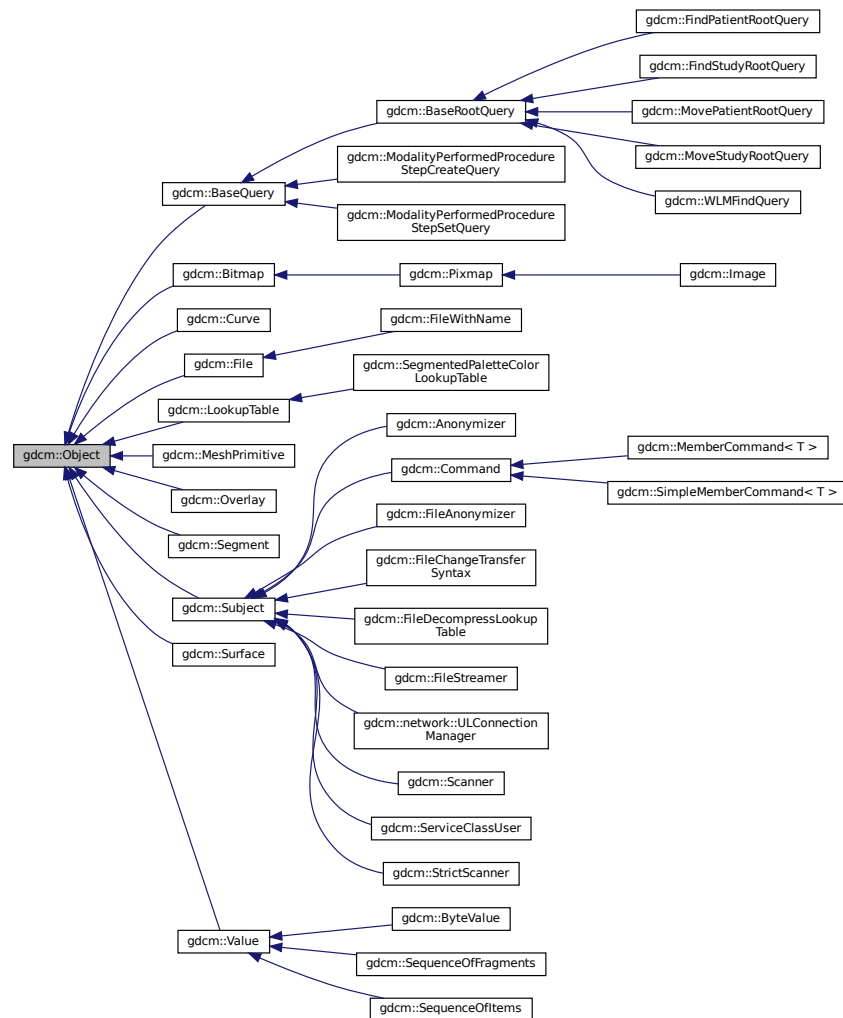 gdcm::FindPatientRootQuery
gdcm::FindStudyRootQuery
gdcm::BaseRootQuery
gdcm::MovePatientRootQuery
gdcm::MoveStudyRootQuery
gdcm::ModalityPerformedProcedure
StepCreateQuery
gdcm::BaseQuery
gdcm::WLMFindQuery
gdcm::ModalityPerformedProcedure
StepSetQuery
gdcm::Bitmap
gdcm::Pixmap
gdcm::Image
gdcm::Curve
gdcm::FileWithName
gdcm::File
gdcm::SegmentedPaletteColor
LookupTable
gdcm::LookupTable
gdcm::Anonymizer
gdcm::Object
gdcm::MeshPrimitive
gdcm::MemberCommand< T >
gdcm::Command
gdcm::SimpleMemberCommand< T >
gdcm::Overlay
gdcm::FileAnonymizer
gdcm::Segment
gdcm::FileChangeTransfer
Syntax
gdcm::Subject
gdcm::FileDecompressLookup
Table
gdcm::Surface
gdcm::FileStreamer
gdcm::network::ULConnection
Manager
gdcm::Scanner
gdcm::ServiceClassUser
gdcm::StrictScanner
gdcm::ByteValue
gdcm::Value
gdcm::SequenceOfFragments
gdcm::SequenceOfItems